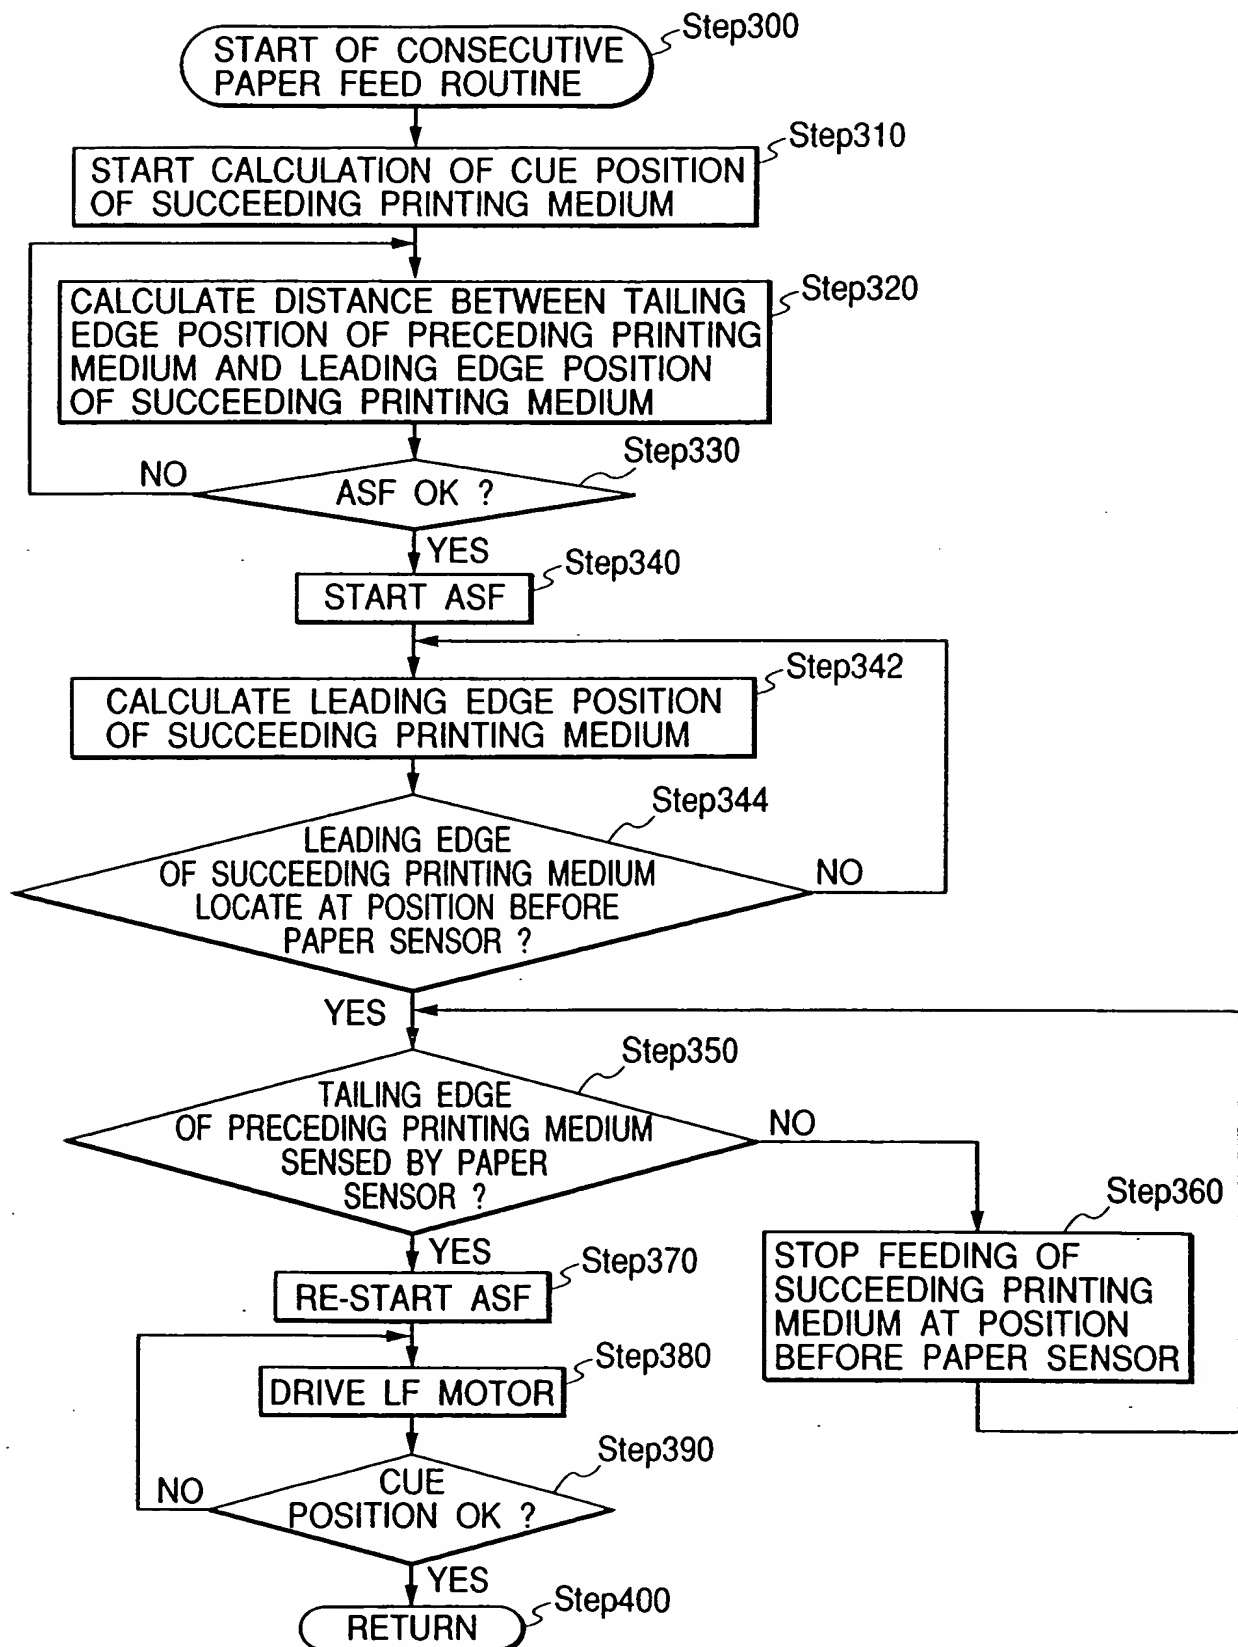 Step300
START OF CONSECUTIVE
PAPER FEED ROUTINE
Step310
START CALCULATION OF CUE POSITION
OF SUCCEEDING PRINTING MEDIUM
Step320
CALCULATE DISTANCE BETWEEN TAILING
EDGE POSITION OF PRECEDING PRINTING
MEDIUM AND LEADING EDGE POSITION
OF SUCCEEDING PRINTING MEDIUM
Step330
NO
ASF OK ?
YES
Step340
START ASF
Step342
CALCULATE LEADING EDGE POSITION
OF SUCCEEDING PRINTING MEDIUM
Step344
LEADING EDGE
OF SUCCEEDING PRINTING MEDIUM
LOCATE AT POSITION BEFORE
PAPER SENSOR ?
NO
YES
Step350
TAILING EDGE
OF PRECEDING PRINTING MEDIUM
SENSED BY PAPER
SENSOR ?
NO
Step360
STOP FEEDING OF
SUCCEEDING PRINTING
MEDIUM AT POSITION
BEFORE PAPER SENSOR
YES
Step370
RE-START ASF
Step380
DRIVE LF MOTOR
Step390
CUE
POSITION OK ?
NO
YES
Step400
RETURN